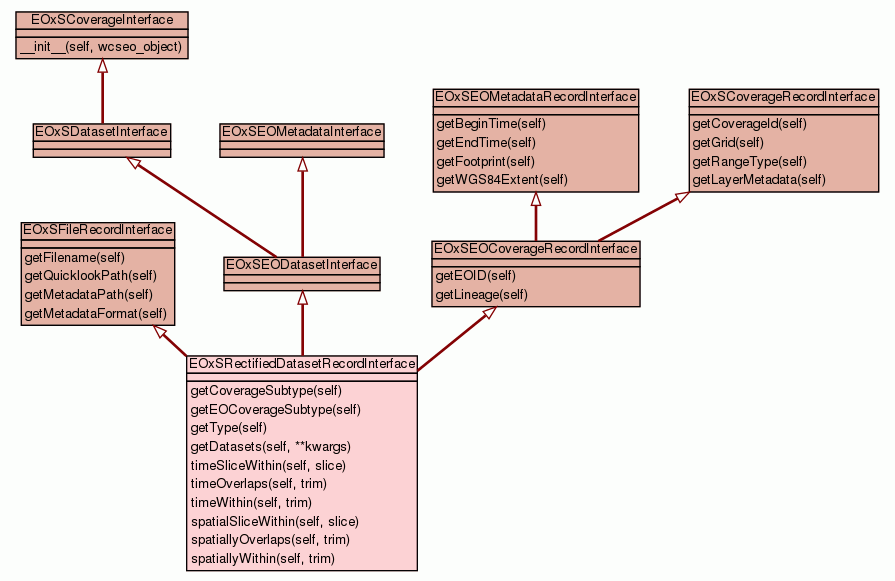 EOxSCoverageInterface
__init__(self, wcseo_object)
EOxSDatasetInterface
EOxSEOMetadataInterface
EOxSEOMetadataRecordInterface
getBeginTime(self)
getEndTime(self)
getFootprint(self)
getWGS84Extent(self)
EOxSCoverageRecordInterface
getCoverageId(self)
getGrid(self)
getRangeType(self)
getLayerMetadata(self)
EOxSFileRecordInterface
getFilename(self)
getQuicklookPath(self)
getMetadataPath(self)
getMetadataFormat(self)
EOxSEODatasetInterface
EOxSEOCoverageRecordInterface
getEOID(self)
getLineage(self)
EOxSRectifiedDatasetRecordInterface
getCoverageSubtype(self)
getEOCoverageSubtype(self)
getType(self)
getDatasets(self, **kwargs)
timeSliceWithin(self, slice)
timeOverlaps(self, trim)
timeWithin(self, trim)
spatialSliceWithin(self, slice)
spatiallyOverlaps(self, trim)
spatiallyWithin(self, trim)